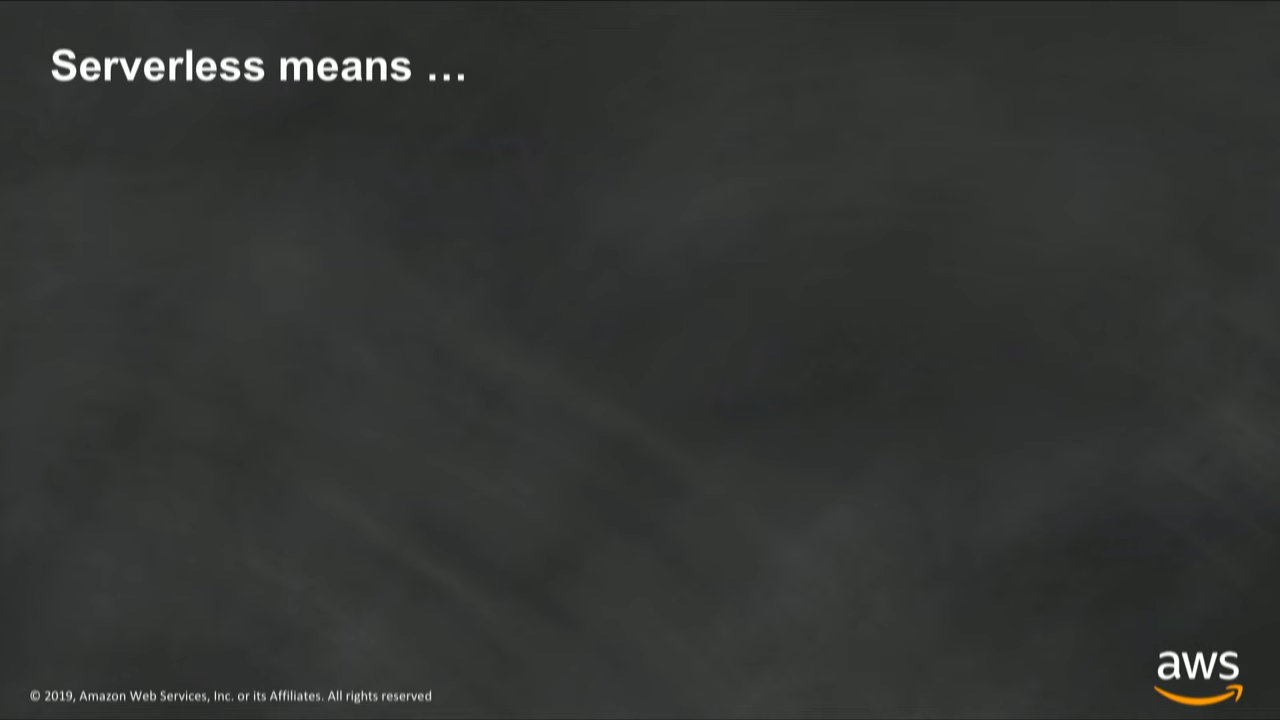 Serverless means …
© 2019, Amazon Web Services, Inc. or its Affiliates. All rights reserved
aws